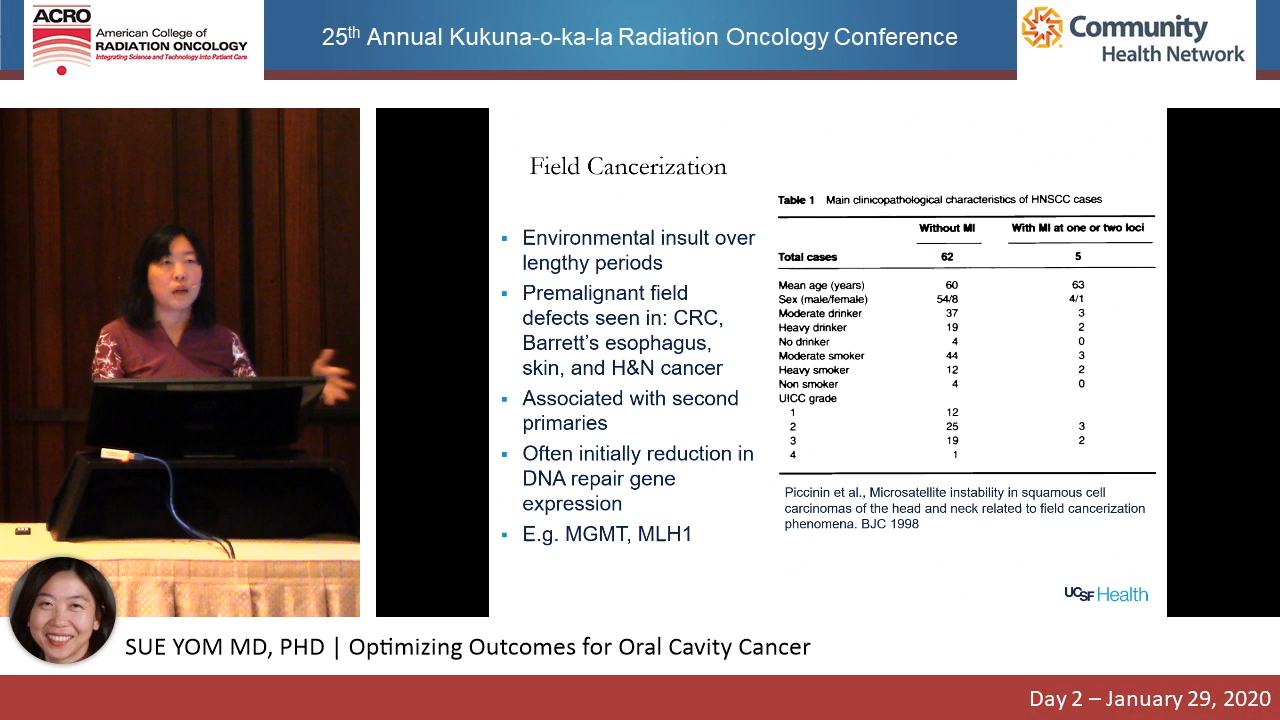 ACRO
American College of
RADIATION ONCOLOGY
Integrating Science and Technology Into Patient Care
25th Annual Kukuna-o-ka-la Radiation Oncology Conference
Community
Health Network
Field Cancerization
▪ Environmental insult over
lengthy periods
▪ Premalignant field
defects seen in: CRC,
Barrett's esophagus,
skin, and H&N cancer
▪ Associated with second
primaries
▪ Often initially reduction in
DNA repair gene
expression
▪ E.g. MGMT, MLH1
Table 1 Main clinicopathological characteristics of HNSCC cases
Without MI With MI at one or two loci
Total cases 62 5
Mean age (years) 60 63
Sex (male/female) 54/8 4/1
Moderate drinker 37 3
Heavy drinker 19 2
No drinker 4 0
Moderate smoker 44 3
Heavy smoker 12 2
Non smoker 4 0
UICC grade
1 12
2 25 3
3 19 2
4 1
Piccinin et al., Microsatellite instability in squamous cell
carcinomas of the head and neck related to field cancerization
phenomena. BJC 1998
UCSF Health
SUE YOM MD, PHD | Optimizing Outcomes for Oral Cavity Cancer
Day 2 – January 29, 2020